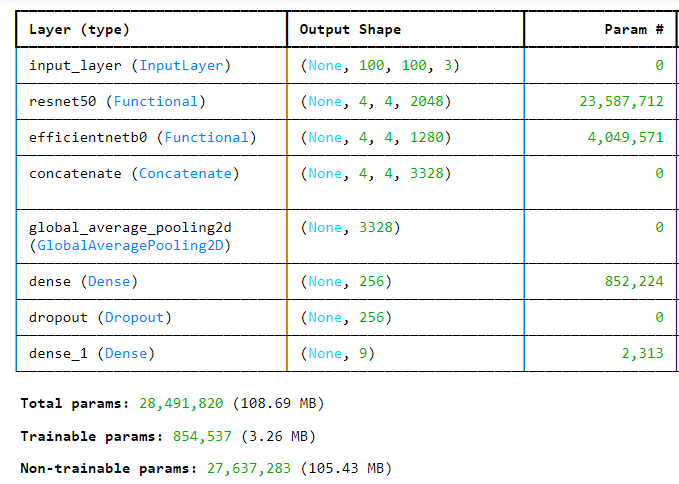 Layer (type) Output Shape Param #
input_layer (InputLayer) (None, 100, 100, 3) 0
resnet50 (Functional) (None, 4, 4, 2048) 23,587,712
efficientnetb0 (Functional) (None, 4, 4, 1280) 4,049,571
concatenate (Concatenate) (None, 4, 4, 3328) 0
global_average_pooling2d (None, 3328) 0
(GlobalAveragePooling2D)
dense (Dense) (None, 256) 852,224
dropout (Dropout) (None, 256) 0
dense_1 (Dense) (None, 9) 2,313
Total params: 28,491,820 (108.69 MB)
Trainable params: 854,537 (3.26 MB)
Non-trainable params: 27,637,283 (105.43 MB)